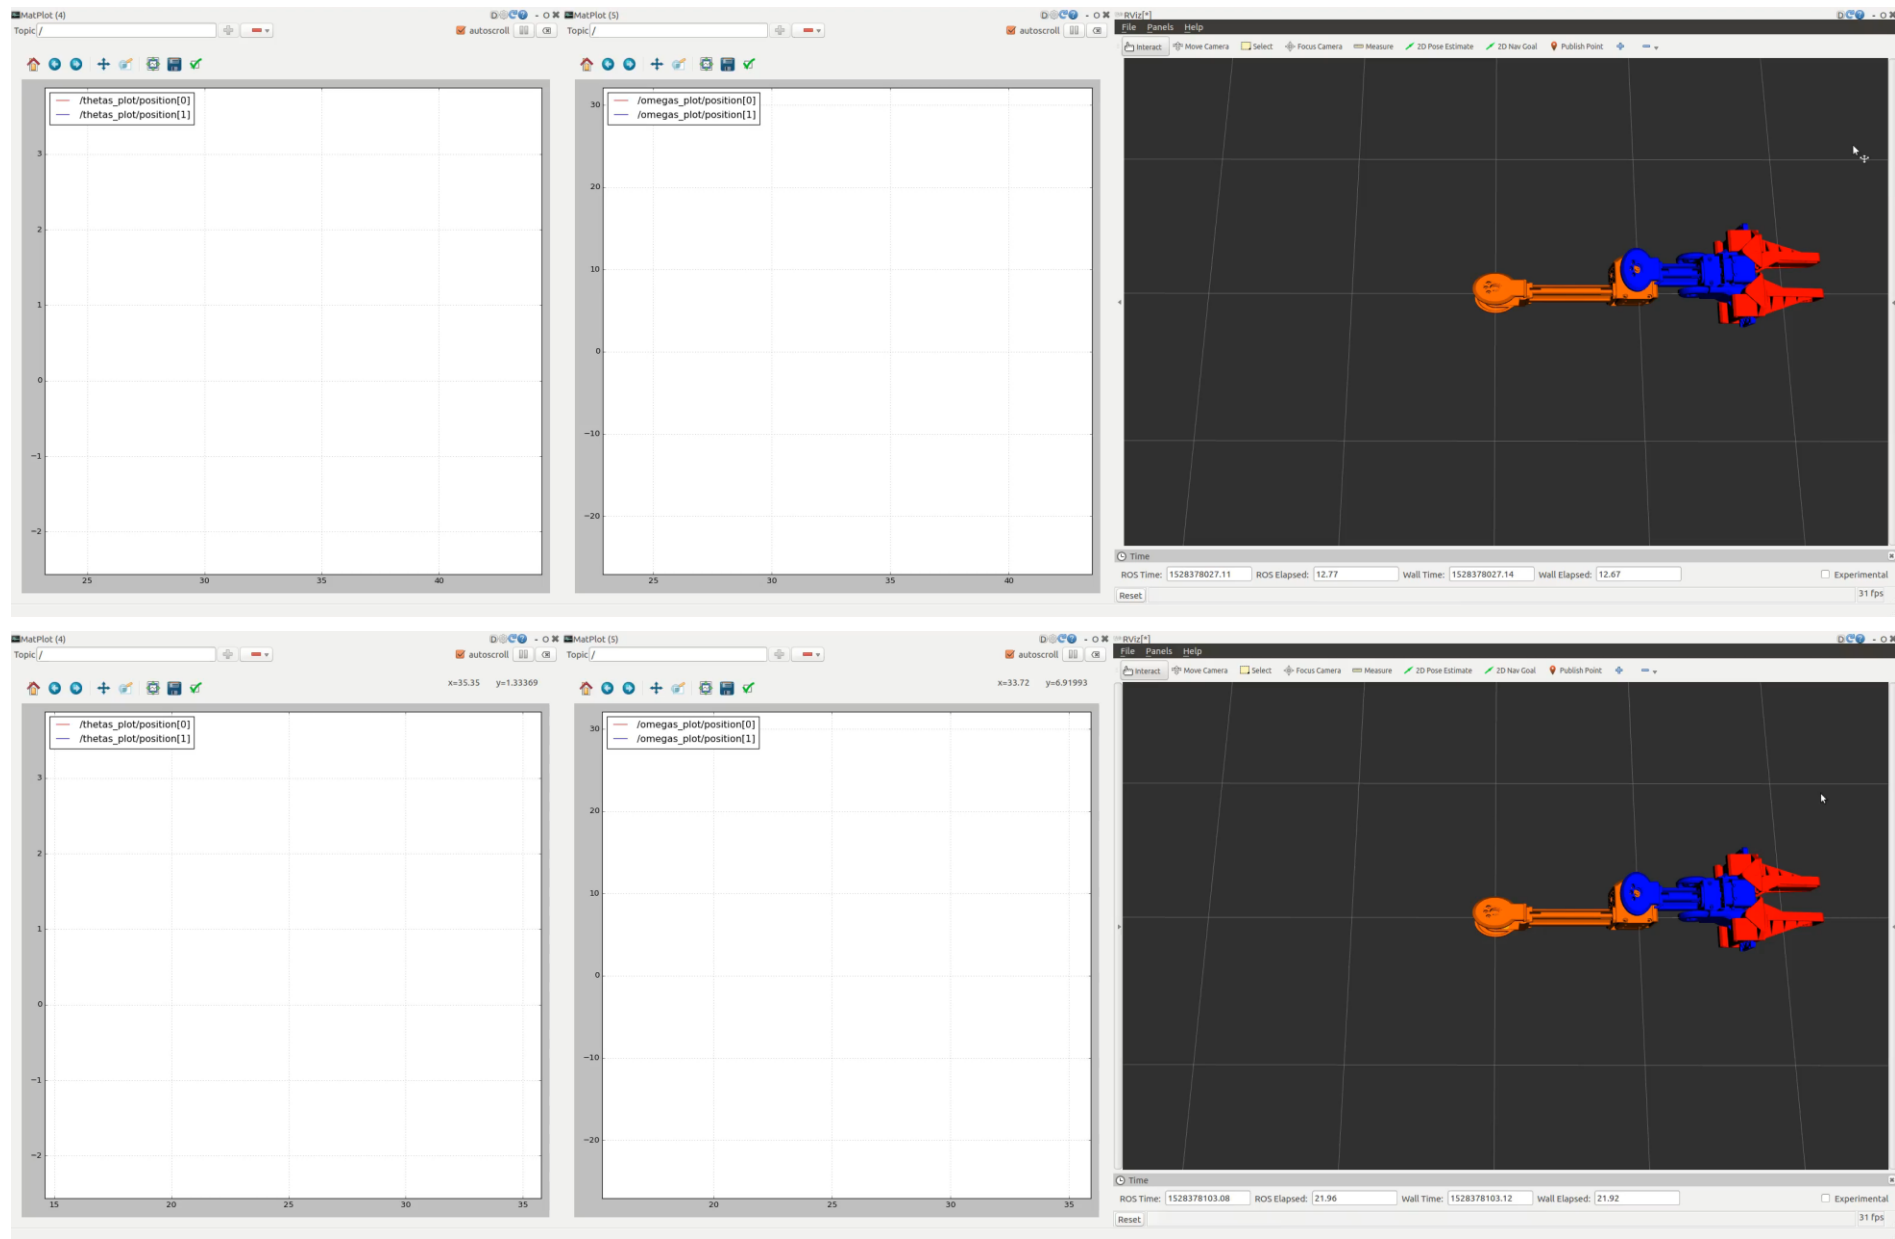 MatPlot (4)
Topic /
autoscroll
/thetas_plot/position[0]
/thetas_plot/position[1]
3
2
1
0
−1
−2
25 30 35 40
MatPlot (5)
Topic /
autoscroll
/omegas_plot/position[0]
/omegas_plot/position[1]
30
20
10
0
−10
−20
25 30 35 40
RViz[*]
File Panels Help
Interact Move Camera Select Focus Camera Measure 2D Pose Estimate 2D Nav Goal Publish Point
Time
ROS Time: 1528378027.11 ROS Elapsed: 12.77 Wall Time: 1528378027.14 Wall Elapsed: 12.67 Experimental
Reset 31 fps
MatPlot (4)
Topic /
autoscroll
x=35.35 y=1.33369
/thetas_plot/position[0]
/thetas_plot/position[1]
3
2
1
0
−1
−2
15 20 25 30 35
MatPlot (5)
Topic /
autoscroll
x=33.72 y=6.91993
/omegas_plot/position[0]
/omegas_plot/position[1]
30
20
10
0
−10
−20
20 25 30 35
RViz[*]
File Panels Help
Interact Move Camera Select Focus Camera Measure 2D Pose Estimate 2D Nav Goal Publish Point
Time
ROS Time: 1528378103.08 ROS Elapsed: 21.96 Wall Time: 1528378103.12 Wall Elapsed: 21.92 Experimental
Reset 31 fps